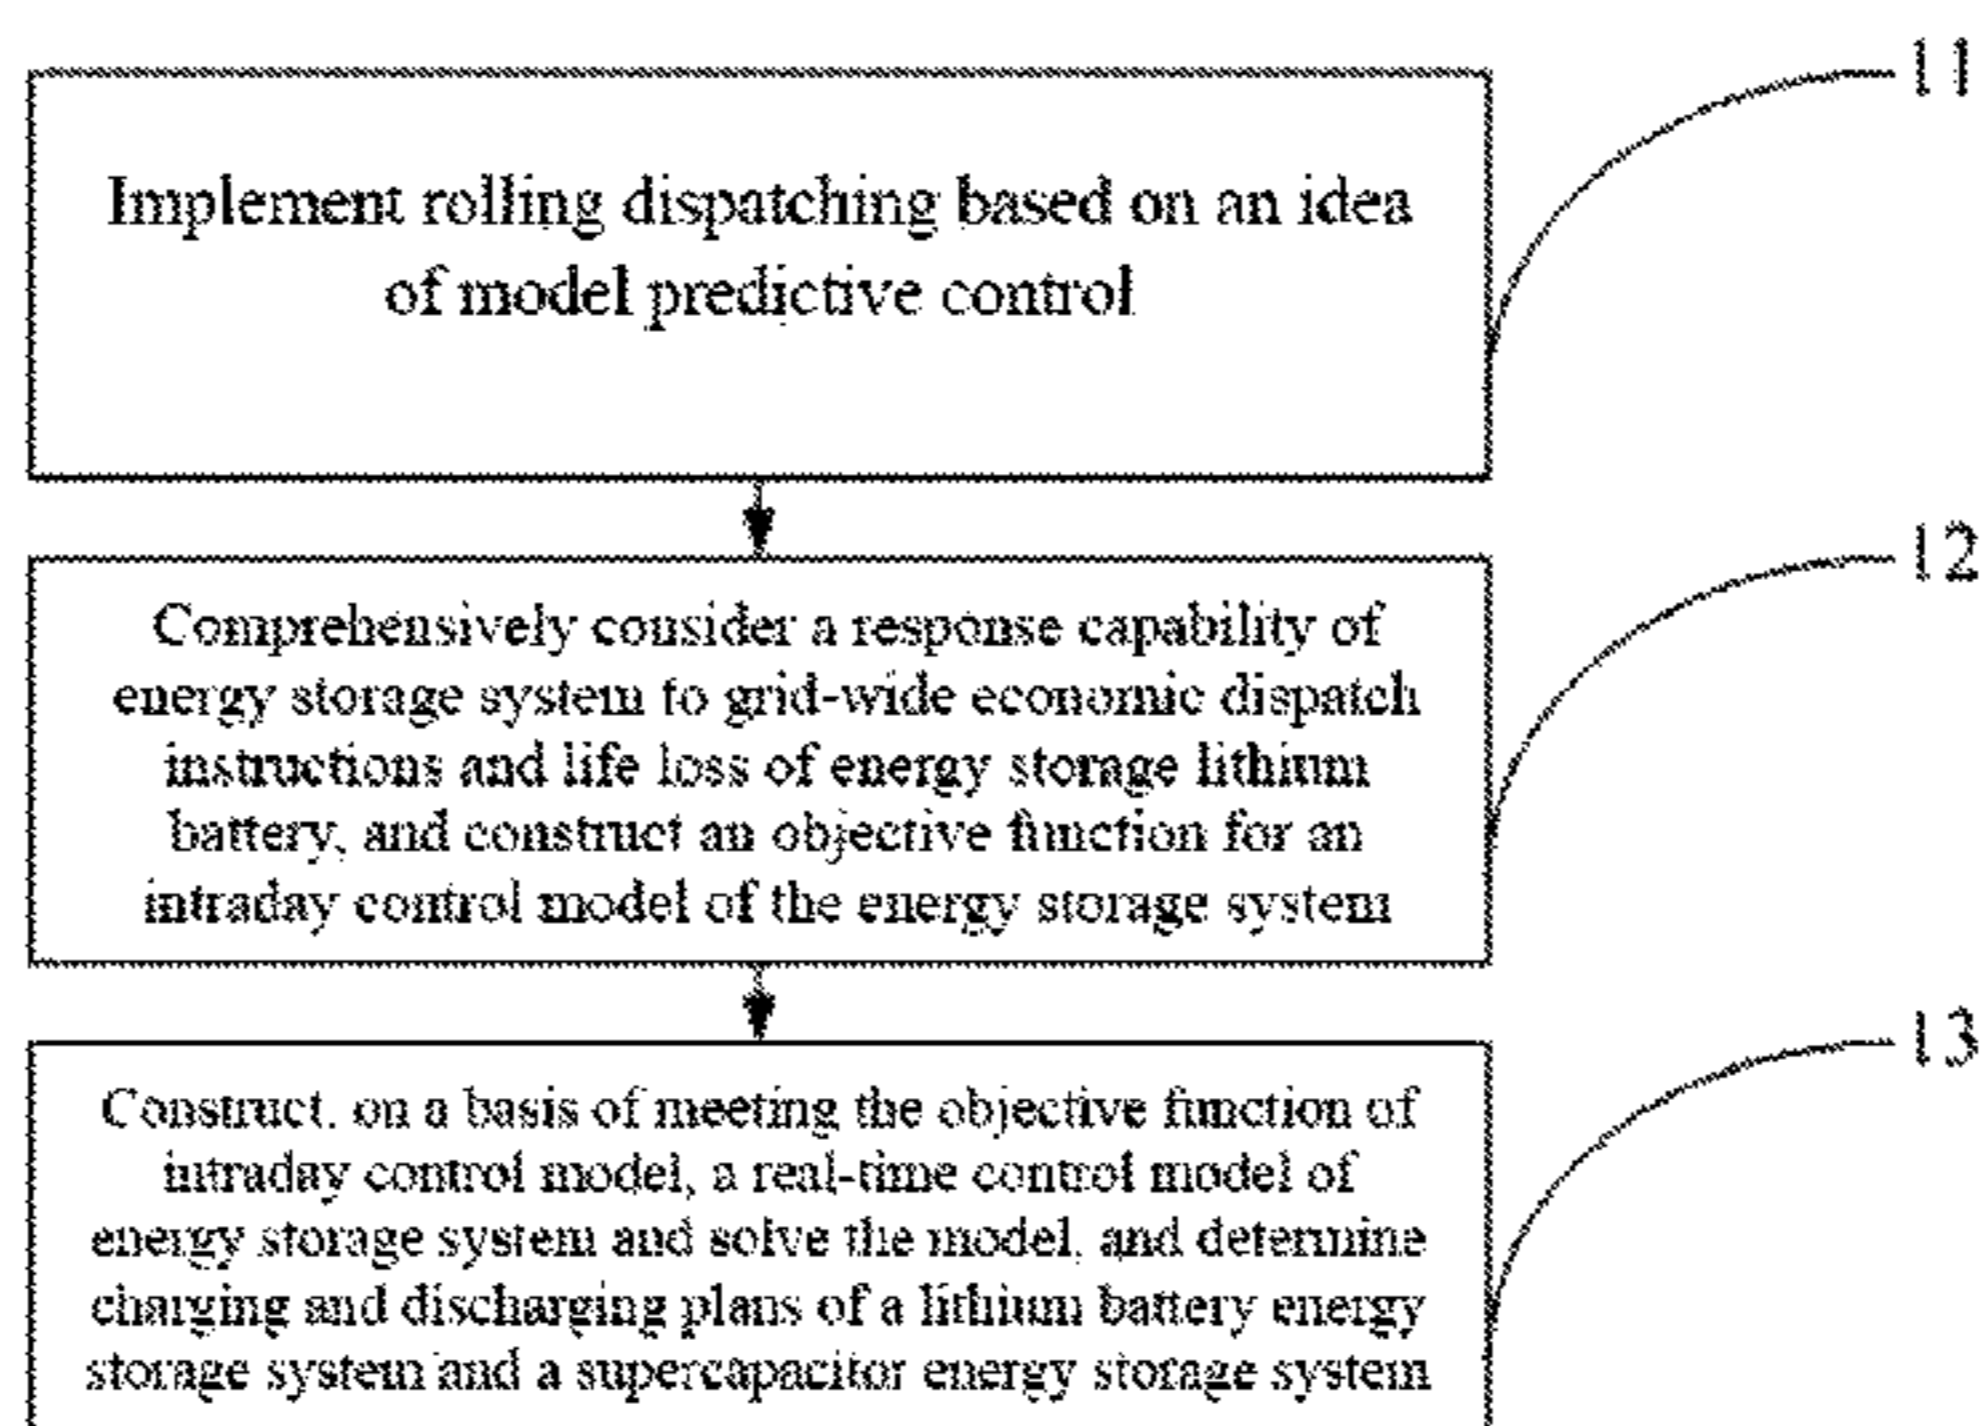 11
Implement rolling dispatching based on an idea
of model predictive control
12
Comprehensively consider a response capability of
energy storage system to grid-wide economic dispatch
instructions and life loss of energy storage lithium
battery, and construct an objective function for an
intraday control model of the energy storage system
13
Construct, on a basis of meeting the objective function of
intraday control model, a real-time control model of
energy storage system and solve the model, and determine
charging and discharging plans of a lithium battery energy
storage system and a supercapacitor energy storage system